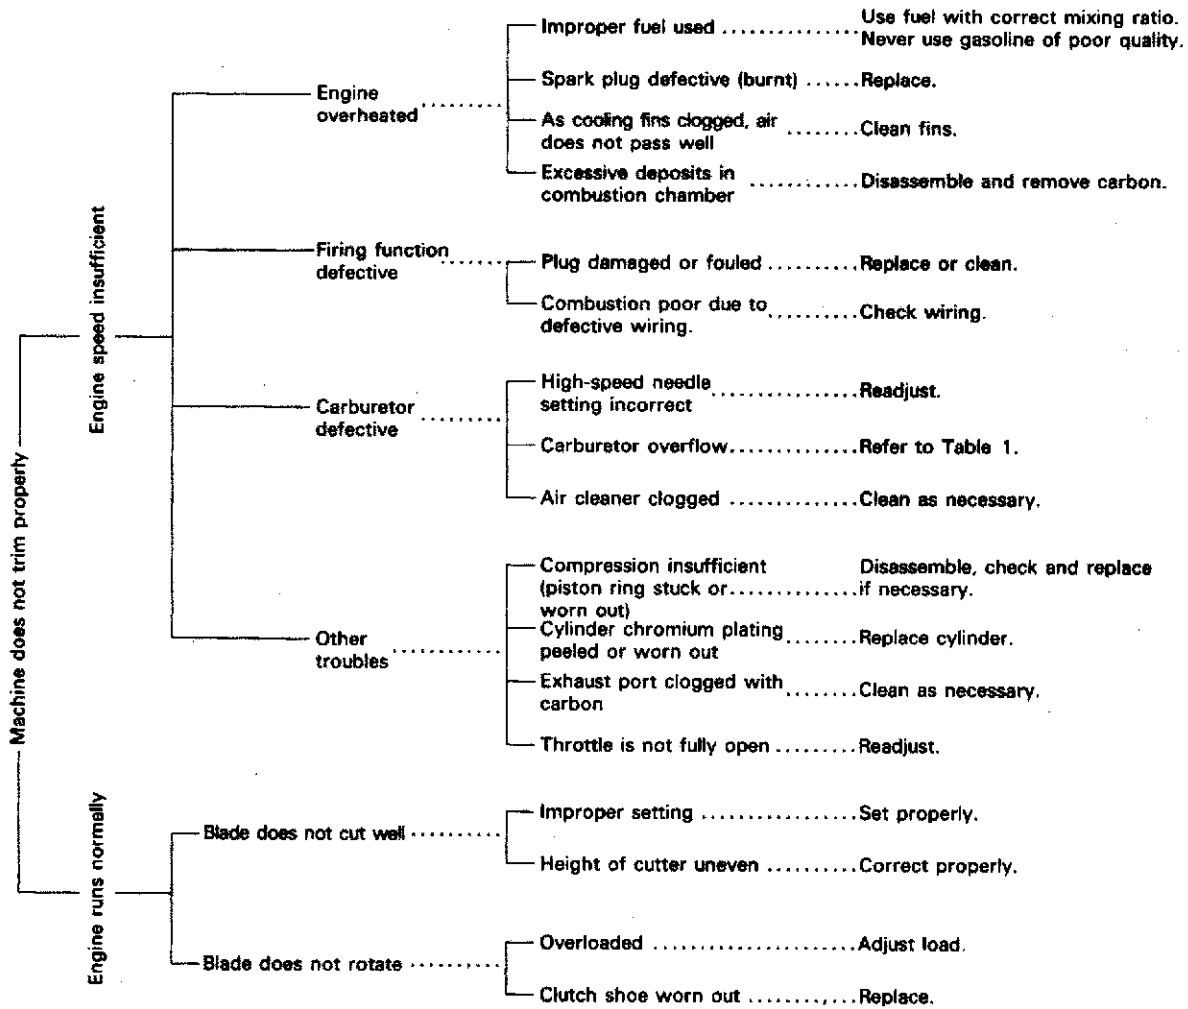 Machine does not trim properly
Engine speed insufficient
Engine
overheated
Improper fuel used ............. Use fuel with correct mixing ratio.
Never use gasoline of poor quality.
Spark plug defective (burnt) ...... Replace.
As cooling fins clogged, air
does not pass well ........ Clean fins.
Excessive deposits in
combustion chamber ........... Disassemble and remove carbon.
Firing function
defective
Plug damaged or fouled ......... Replace or clean.
Combustion poor due to
defective wiring. ......... Check wiring.
Carburetor
defective
High-speed needle
setting incorrect .............. Readjust.
Carburetor overflow.............. Refer to Table 1.
Air cleaner clogged ............ Clean as necessary.
Other
troubles
Compression insufficient
(piston ring stuck or
worn out) ............ Disassemble, check and replace
if necessary.
Cylinder chromium plating
peeled or worn out ........ Replace cylinder.
Exhaust port clogged with
carbon ........ Clean as necessary.
Throttle is not fully open ......... Readjust.
Engine runs normally
Blade does not cut well
Improper setting ............... Set properly.
Height of cutter uneven .......... Correct properly.
Blade does not rotate
Overloaded .................... Adjust load.
Clutch shoe worn out ............ Replace.